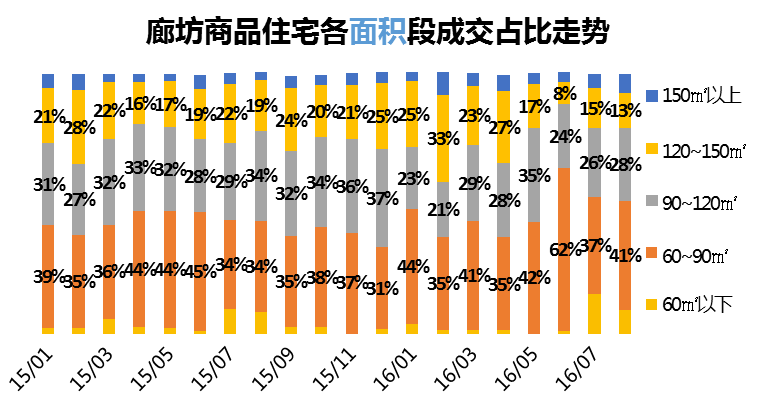 廊坊商品住宅各面积段成交占比走势
21% 28% 22% 16% 17% 19% 22% 19% 24% 20% 21% 25% 25% 33% 23% 27% 17% 8% 15% 13%
31% 27% 32% 33% 32% 28% 29% 34% 32% 34% 36% 37% 23% 21% 29% 28% 35% 24% 26% 28%
39% 35% 36% 44% 44% 45% 34% 34% 35% 38% 37% 31% 44% 35% 41% 35% 42% 62% 37% 41%
150㎡以上
120~150㎡
90~120㎡
60~90㎡
60㎡以下
15/01 15/03 15/05 15/07 15/09 15/11 16/01 16/03 16/05 16/07